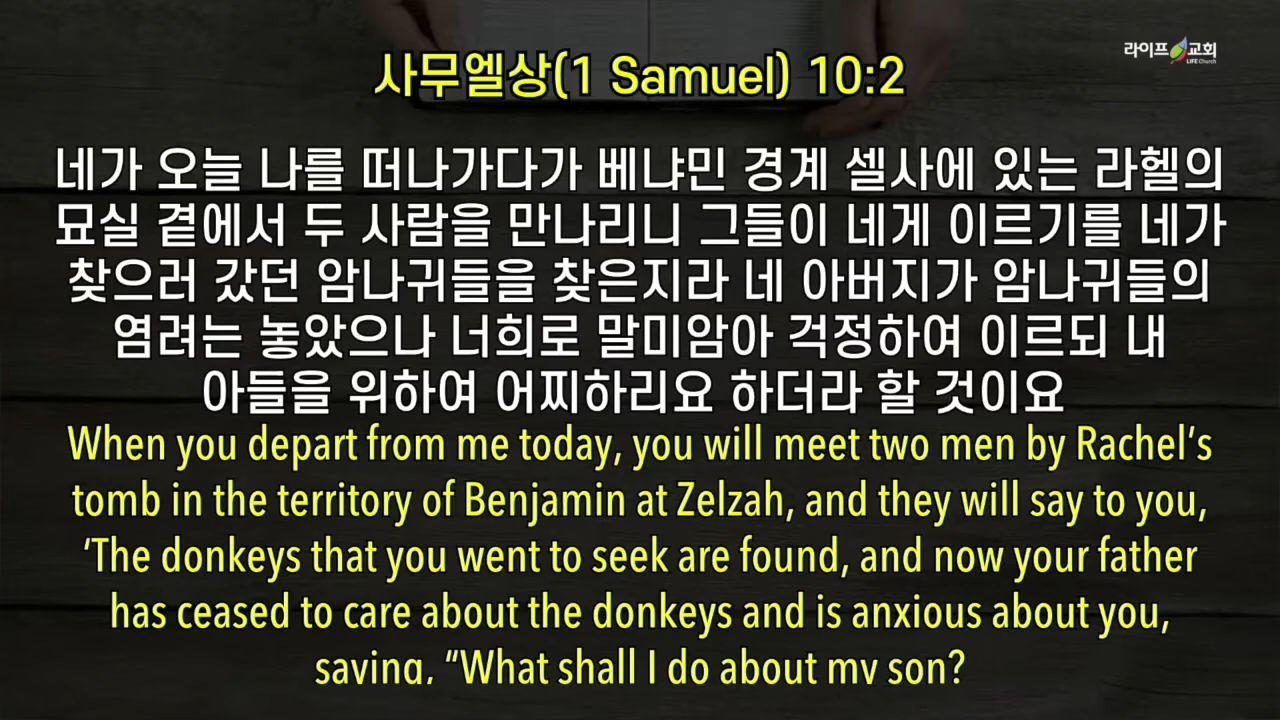 라이프교회
LIFE Church
사무엘상(1 Samuel) 10:2
네가 오늘 나를 떠나가다가 베냐민 경계 셀사에 있는 라헬의
묘실 곁에서 두 사람을 만나리니 그들이 네게 이르기를 네가
찾으러 갔던 암나귀들을 찾은지라 네 아버지가 암나귀들의
염려는 놓았으나 너희로 말미암아 걱정하여 이르되 내
아들을 위하여 어찌하리요 하더라 할 것이요
When you depart from me today, you will meet two men by Rachel’s
tomb in the territory of Benjamin at Zelzah, and they will say to you,
‘The donkeys that you went to seek are found, and now your father
has ceased to care about the donkeys and is anxious about you,
saying, “What shall I do about my son?